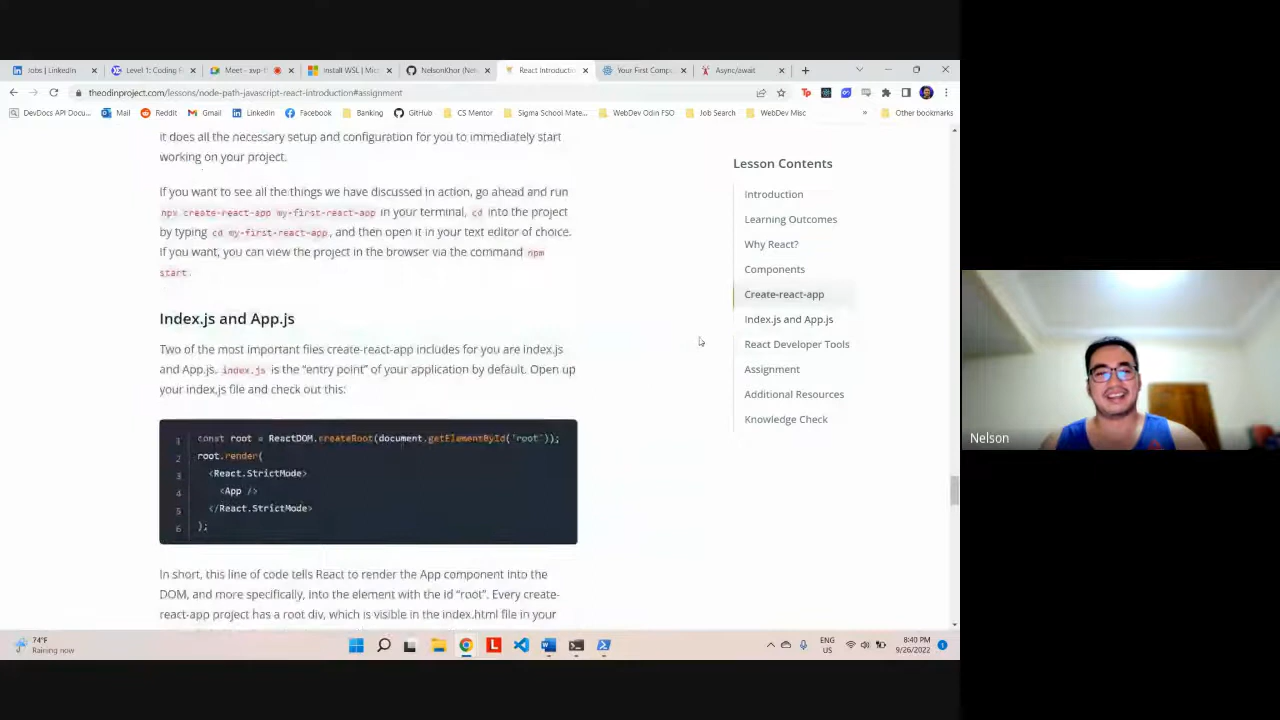 Jobs | LinkedIn
Level 1: Coding F
Meet – xvp-t
Install WSL | Mic
NelsonKhor (Nel
React Introductio
Your First Comp
Async/await
theodinproject.com/lessons/node-path-javascript-react-introduction#assignment
DevDocs API Docu... Mail Reddit Gmail LinkedIn Facebook GitHub Banking CS Mentor Sigma School Mate... WebDev Odin FSO Job Search WebDev Misc » Other bookmarks
it does all the necessary setup and configuration for you to immediately start
working on your project.
If you want to see all the things we have discussed in action, go ahead and run
npx create-react-app my-first-react-app in your terminal, cd into the project
by typing cd my-first-react-app, and then open it in your text editor of choice.
If you want, you can view the project in the browser via the command npm
start.
Index.js and App.js
Two of the most important files create-react-app includes for you are index.js
and App.js. index.js is the “entry point” of your application by default. Open up
your index.js file and check out this:
1 const root = ReactDOM.createRoot(document.getElementById('root'));
2 root.render(
3 <React.StrictMode>
4 <App />
5 </React.StrictMode>
6 );
In short, this line of code tells React to render the App component into the
DOM, and more specifically, into the element with the id “root”. Every create-
react-app project has a root div, which is visible in the index.html file in your
Lesson Contents
Introduction
Learning Outcomes
Why React?
Components
Create-react-app
Index.js and App.js
React Developer Tools
Assignment
Additional Resources
Knowledge Check
Nelson
74°F
Raining now
ENG
US
8:40 PM
9/26/2022